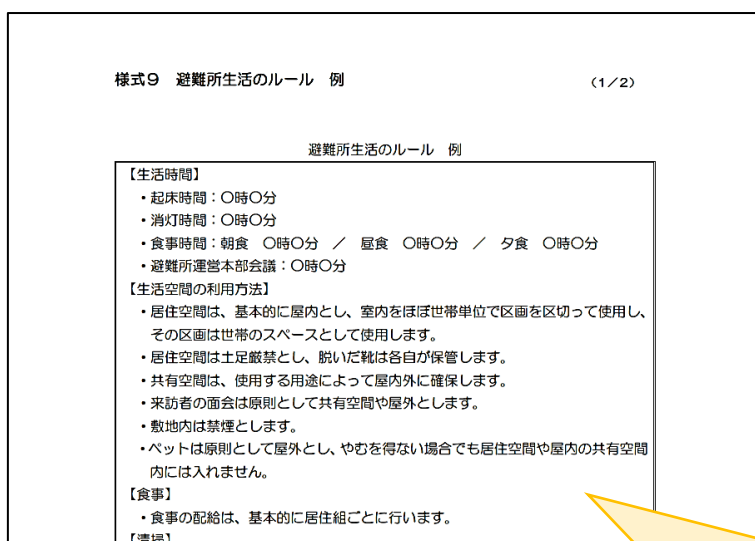 様式９　避難所生活のルール　例
（１／２）
避難所生活のルール　例
【生活時間】
・起床時間：〇時〇分
・消灯時間：〇時〇分
・食事時間：朝食　〇時〇分　／　昼食　〇時〇分　／　夕食　〇時〇分
・避難所運営本部会議：〇時〇分
【生活空間の利用方法】
・居住空間は、基本的に屋内とし、室内をほぼ世帯単位で区画を区切って使用し、
その区画は世帯のスペースとして使用します。
・居住空間は土足厳禁とし、脱いだ靴は各自が保管します。
・共有空間は、使用する用途によって屋内外に確保します。
・来訪者の面会は原則として共有空間や屋外とします。
・敷地内は禁煙とします。
・ペットは原則として屋外とし、やむを得ない場合でも居住空間や屋内の共有空間
内には入れません。
【食事】
・食事の配給は、基本的に居住組ごとに行います。
【清掃】